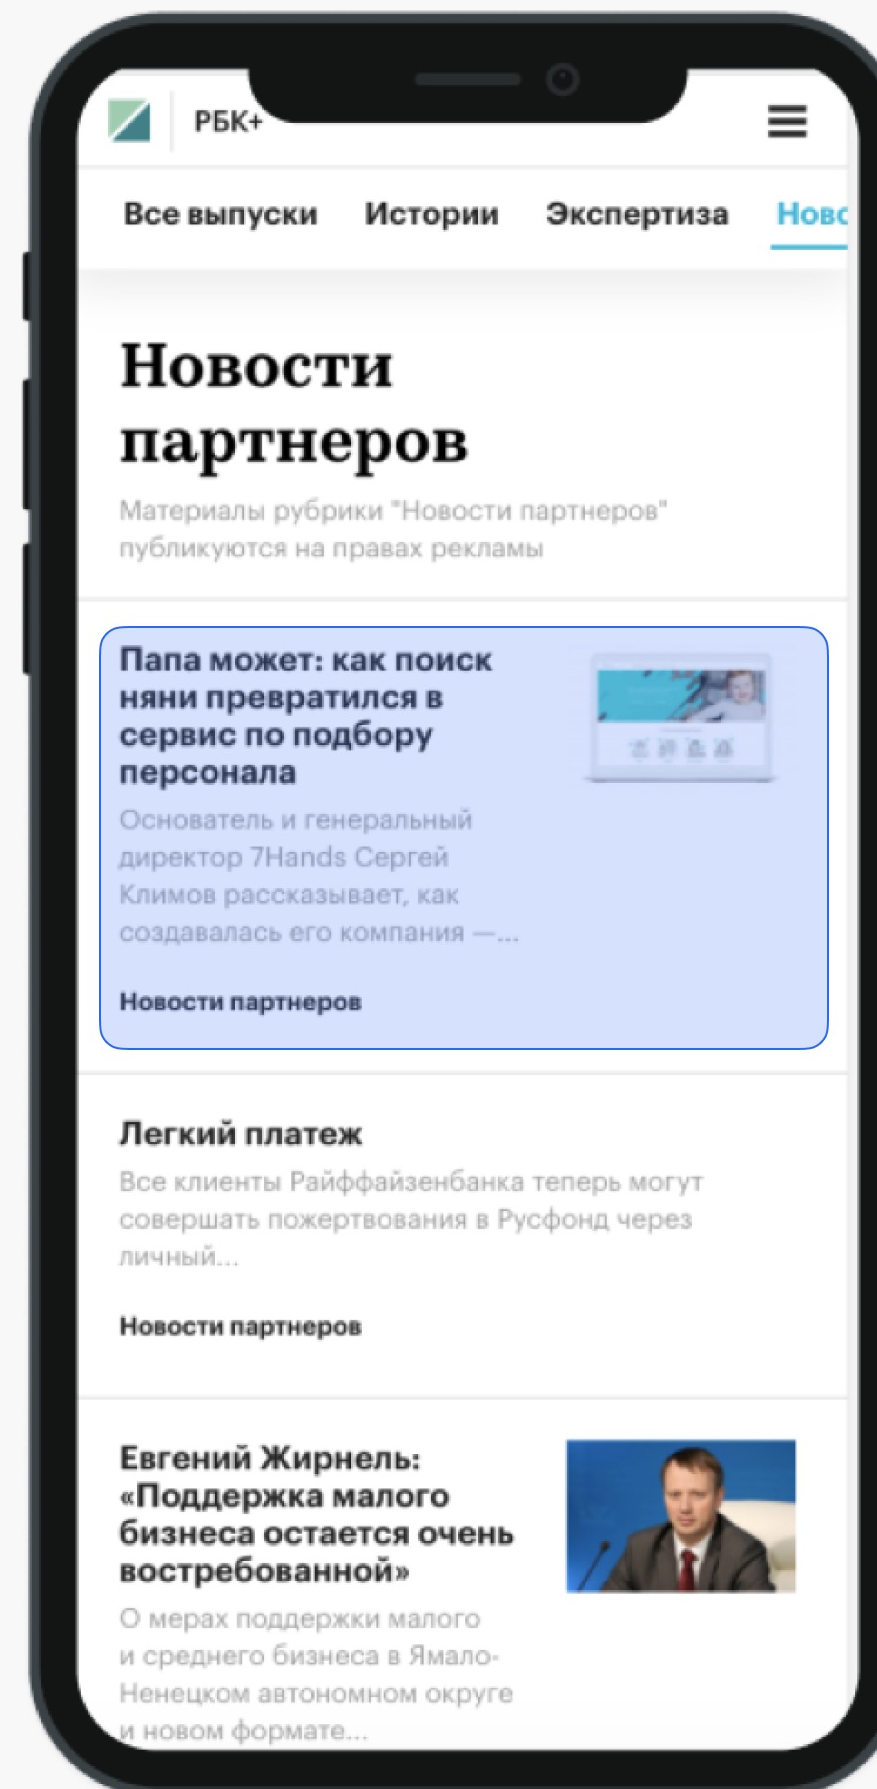 РБК+
Все выпуски Истории Экспертиза Ново
Новости
партнеров
Материалы рубрики "Новости партнеров"
публикуются на правах рекламы
Папа может: как поиск
няни превратился в
сервис по подбору
персонала
Основатель и генеральный
директор 7Hands Сергей
Климов рассказывает, как
создавалась его компания —...
Новости партнеров
Легкий платеж
Все клиенты Райффайзенбанка теперь могут
совершать пожертвования в Русфонд через
личный...
Новости партнеров
Евгений Жирнель:
«Поддержка малого
бизнеса остается очень
востребованной»
О мерах поддержки малого
и среднего бизнеса в Ямало-
Ненецком автономном округе
и новом формате...